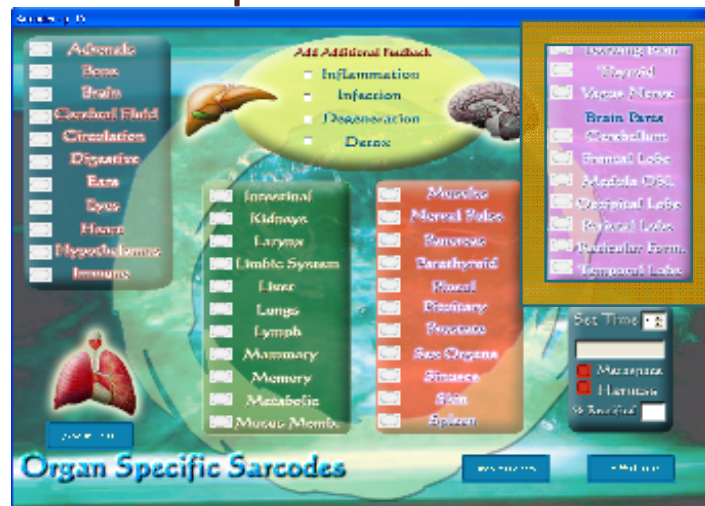 Adrenals
Bone
Brain
Cerebral Fluid
Circulation
Digestive
Ears
Eyes
Heart
Hypothelamus
Immune
Add Additional Feedback
Inflammation
Infection
Degeneration
Detox
Thyroid
Vagus Nerve
Brain Parts
Cerebellum
Frontal Lobe
Medula Obl.
Occipital Lobe
Parietal Lobe
Reticular Form.
Temporal Lobe
Intestinal
Kidneys
Larynx
Limbic System
Liver
Lungs
Lymph
Mammary
Memory
Metabolic
Mucus Memb.
Muscles
Nerval Pulse
Pancreas
Parathyroid
Pineal
Pituitary
Prostate
Sex Organs
Sinuses
Skin
Spleen
Set Time
% Rectified
Organ Specific Sarcodes